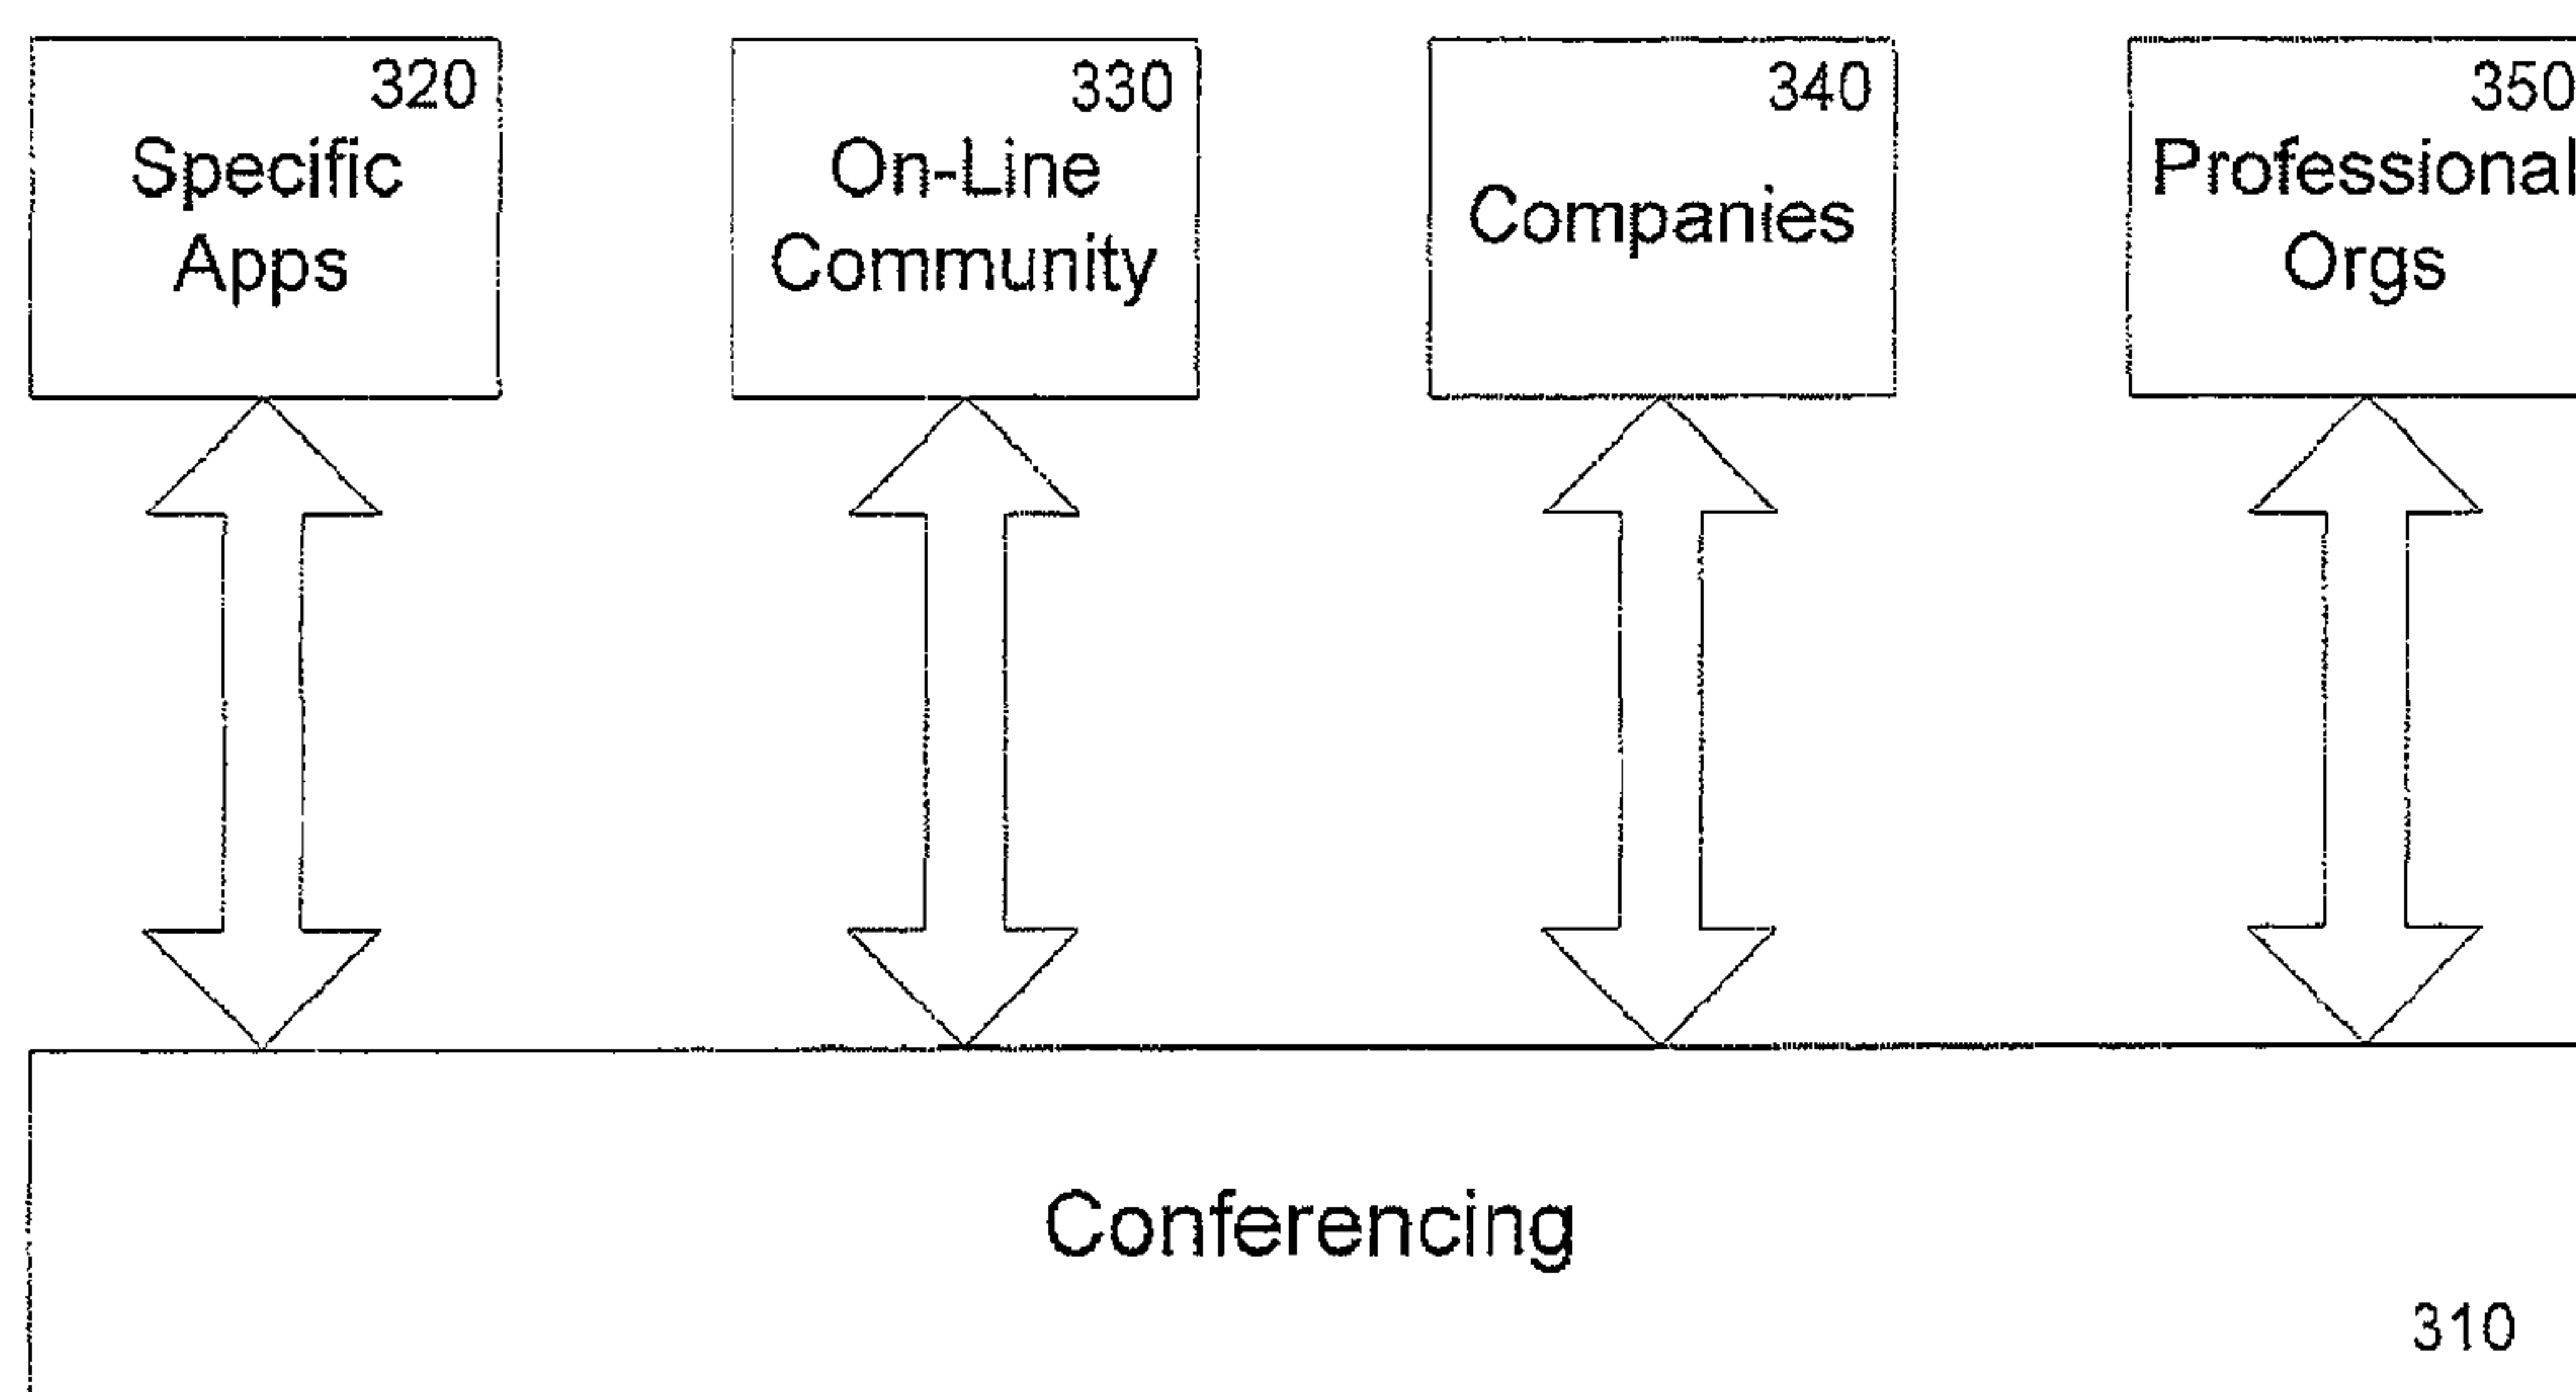 320
Specific
Apps
330
On-Line
Community
340
Companies
350
Professional
Orgs
Conferencing
310